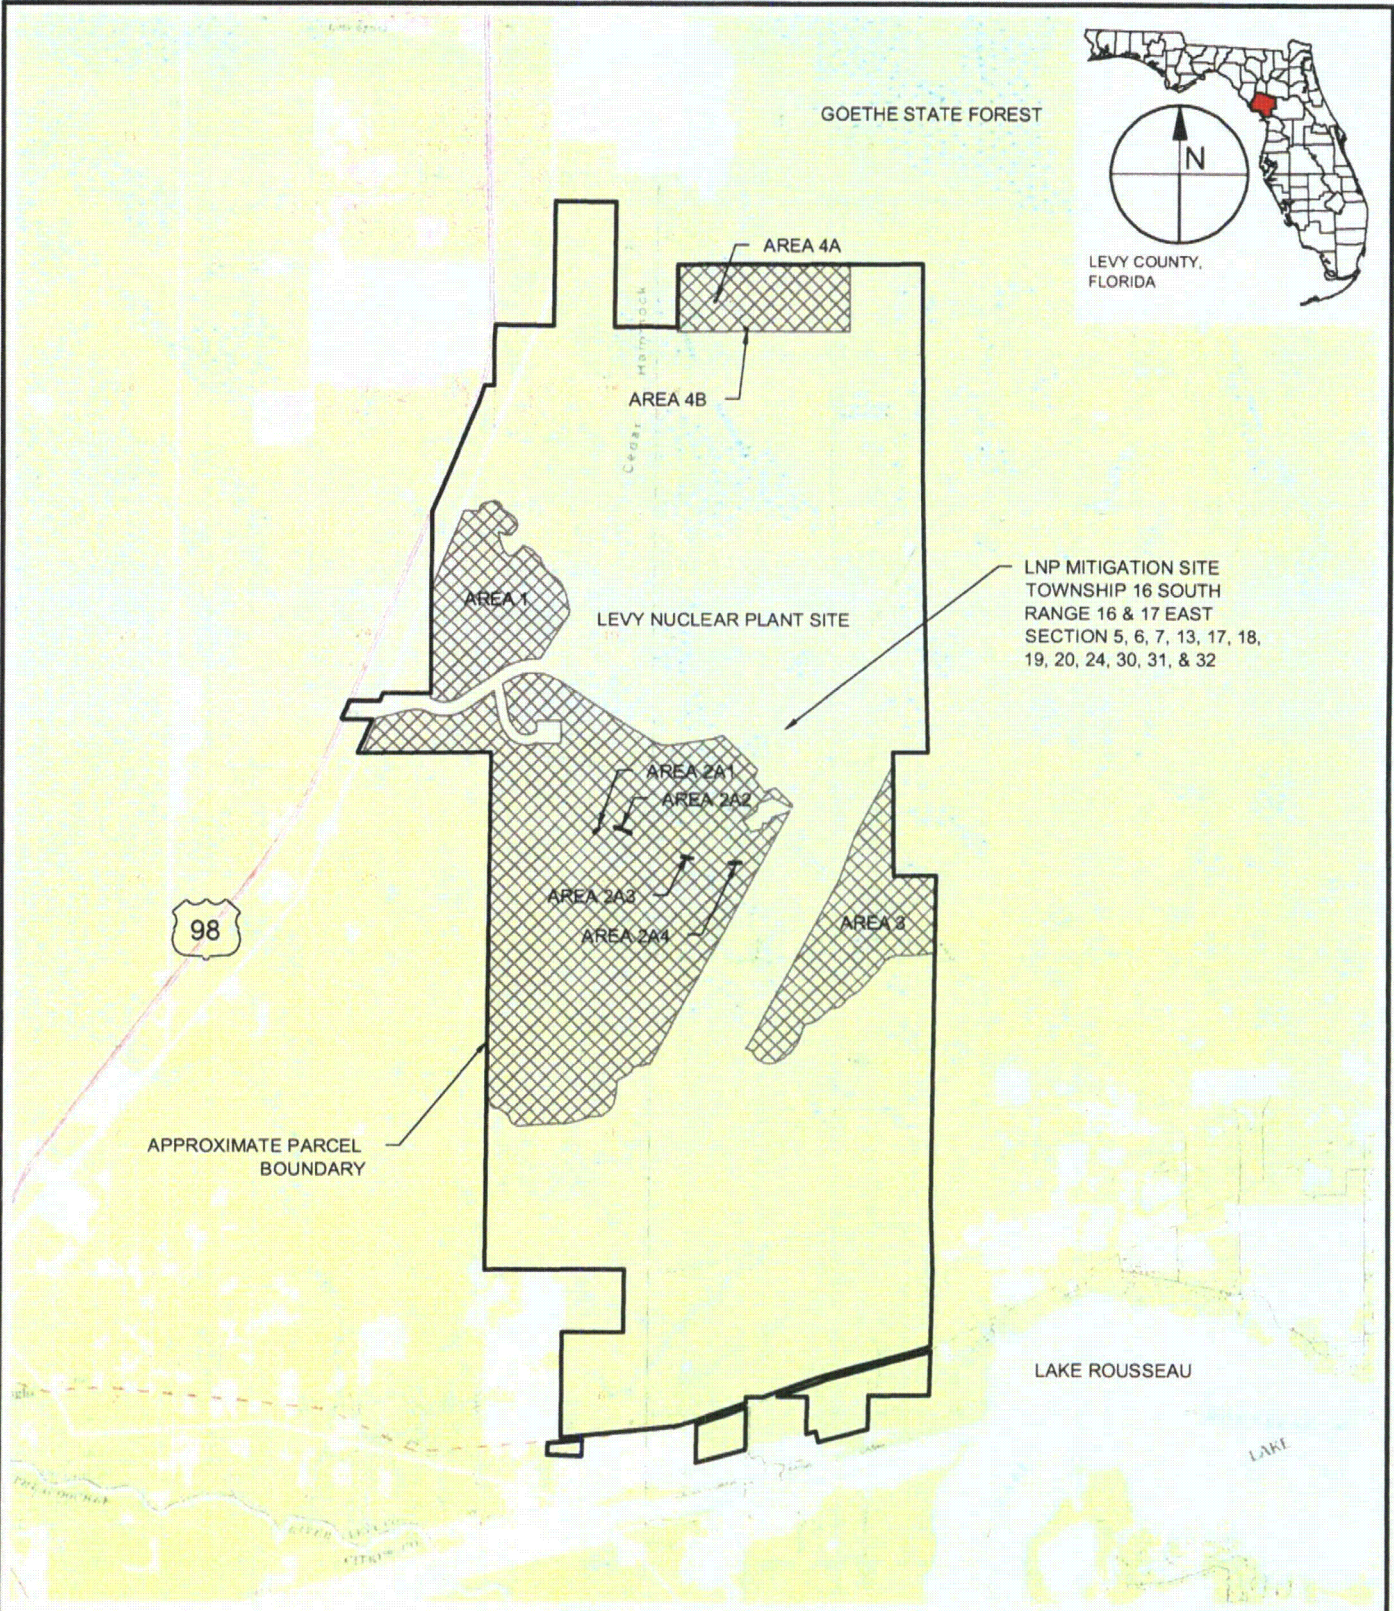 GOETHE STATE FOREST
N
LEVY COUNTY,
FLORIDA
AREA 4A
Cedar Hammock
AREA 4B
AREA 1
LEVY NUCLEAR PLANT SITE
LNP MITIGATION SITE
TOWNSHIP 16 SOUTH
RANGE 16 & 17 EAST
SECTION 5, 6, 7, 13, 17, 18,
19, 20, 24, 30, 31, & 32
AREA 2A1
AREA 2A2
AREA 2A3
AREA 2A4
AREA 3
98
APPROXIMATE PARCEL
BOUNDARY
LAKE ROUSSEAU
LAKE
RIVER